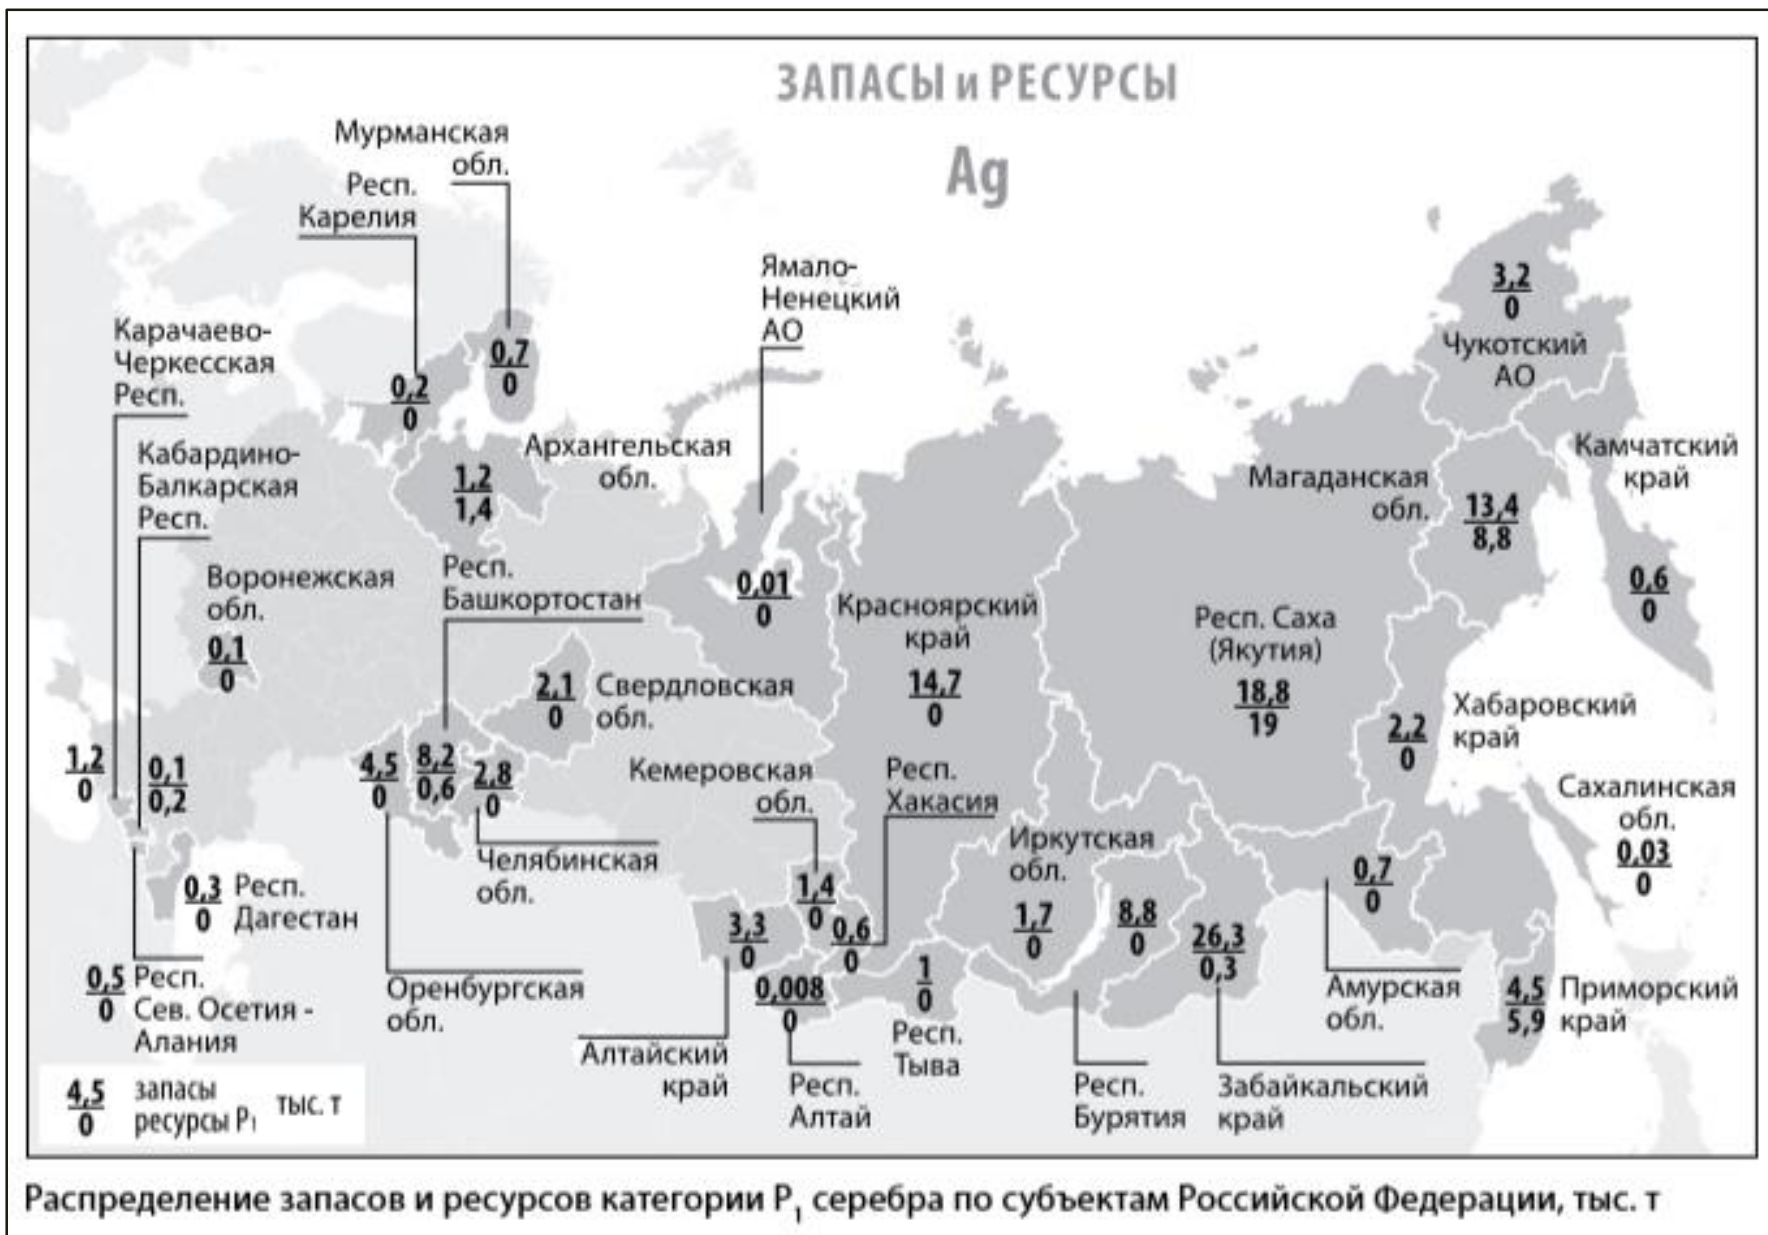 ЗАПАСЫ и РЕСУРСЫ
Ag
Мурманская
обл.
0,7
0
Респ.
Карелия
0,2
0
Ямало-
Ненецкий
АО
0,01
0
3,2
0
Чукотский
АО
Карачаево-
Черкесская
Респ.
1,2
0
Кабардино-
Балкарская
Респ.
0,1
0,2
Архангельская
обл.
1,2
1,4
Магаданская
обл.
13,4
8,8
Камчатский
край
0,6
0
Воронежская
обл.
0,1
0
Респ.
Башкортостан
8,2
0,6
Красноярский
край
14,7
0
Респ. Саха
(Якутия)
18,8
19
2,1
0
Свердловская
обл.
Хабаровский
край
2,2
0
4,5
0
Оренбургская
обл.
2,8
0
Челябинская
обл.
Кемеровская
обл.
1,4
0
Респ.
Хакасия
0,6
0
Иркутская
обл.
1,7
0
Сахалинская
обл.
0,03
0
0,3
0
Респ.
Дагестан
0,5
0
Респ.
Сев. Осетия -
Алания
3,3
0
Алтайский
край
0,008
0
Респ.
Алтай
1
0
Респ.
Тыва
8,8
0
Респ.
Бурятия
26,3
0,3
Забайкальский
край
0,7
0
Амурская
обл.
4,5
5,9
Приморский
край
4,5
0
запасы
ресурсы P₁
тыс. т
Распределение запасов и ресурсов категории P₁ серебра по субъектам Российской Федерации, тыс. т